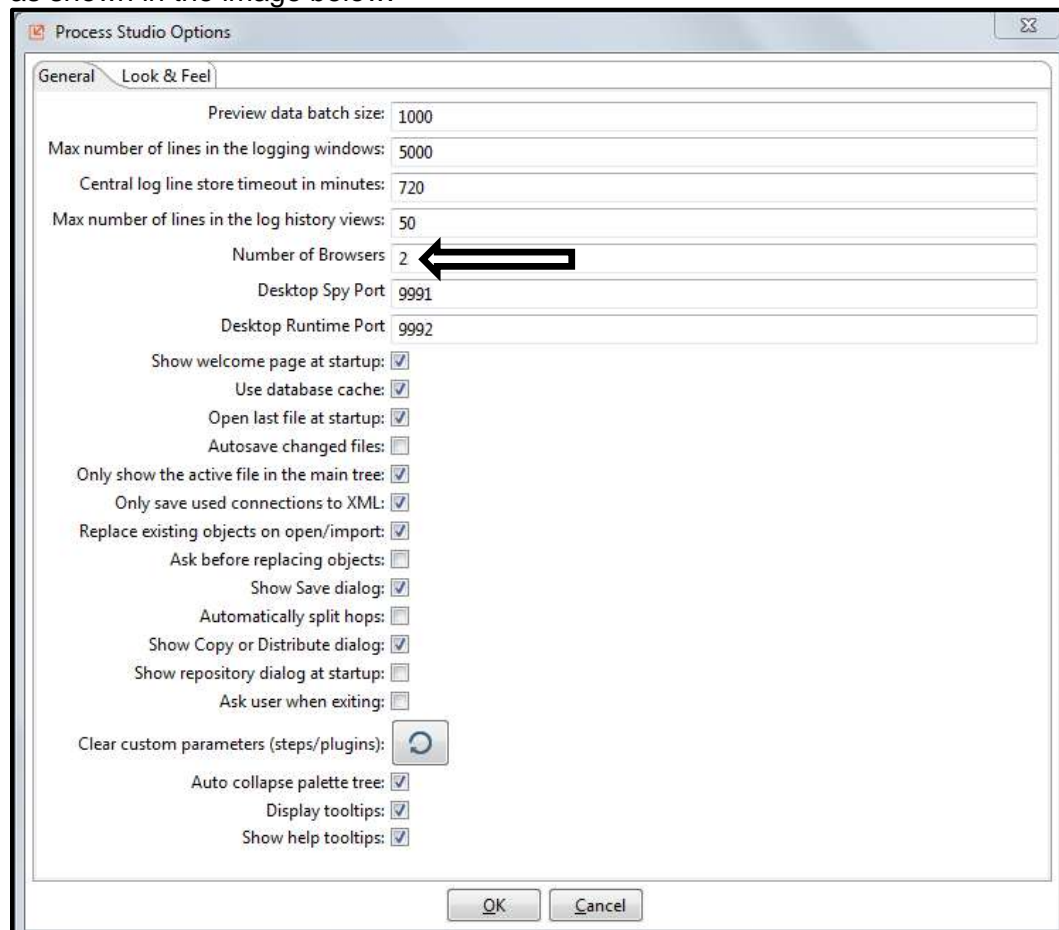 as shown in the image below.
Process Studio Options
General Look & Feel
Preview data batch size: 1000
Max number of lines in the logging windows: 5000
Central log line store timeout in minutes: 720
Max number of lines in the log history views: 50
Number of Browsers 2
Desktop Spy Port 9991
Desktop Runtime Port 9992
Show welcome page at startup:
Use database cache:
Open last file at startup:
Autosave changed files:
Only show the active file in the main tree:
Only save used connections to XML:
Replace existing objects on open/import:
Ask before replacing objects:
Show Save dialog:
Automatically split hops:
Show Copy or Distribute dialog:
Show repository dialog at startup:
Ask user when exiting:
Clear custom parameters (steps/plugins):
Auto collapse palette tree:
Display tooltips:
Show help tooltips:
OK Cancel